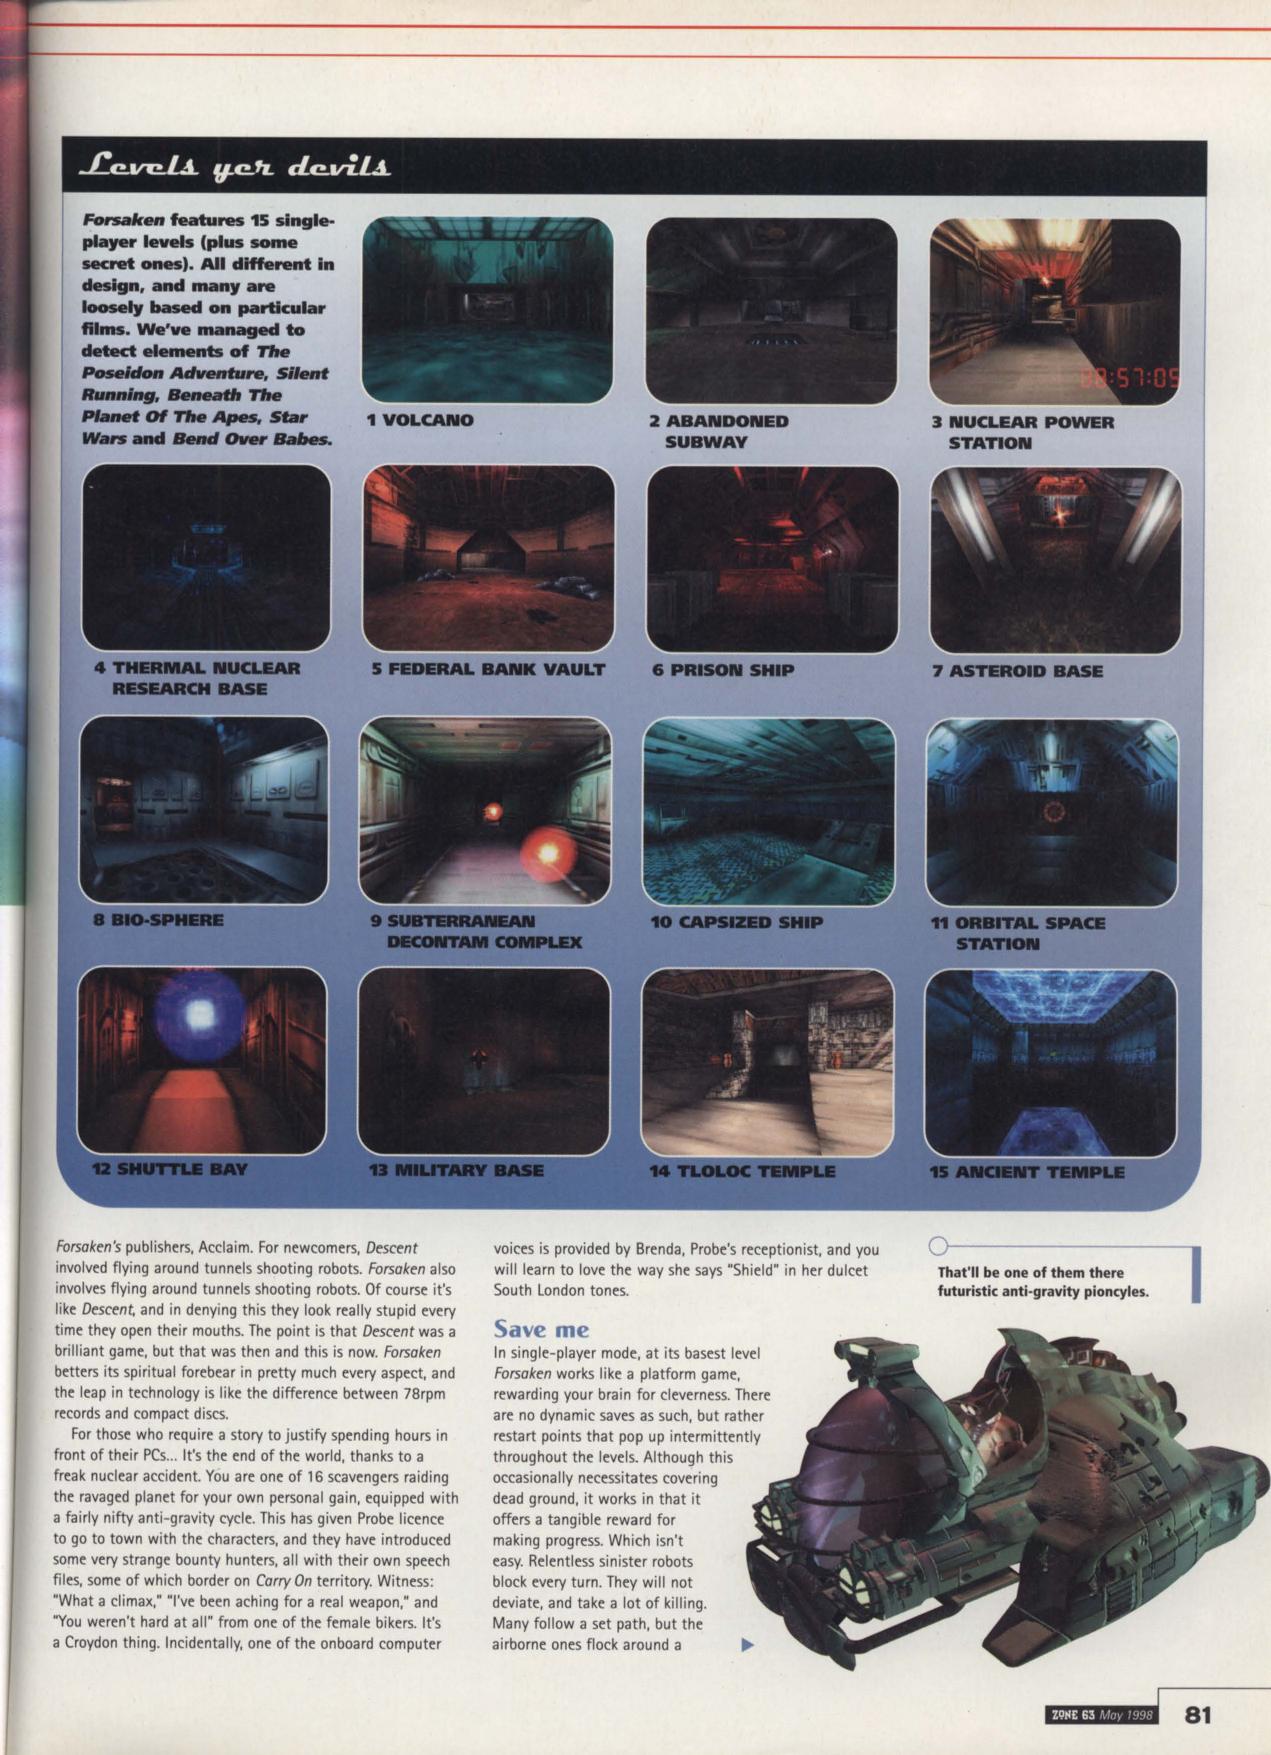 Levels yer devils
Forsaken features 15 single-
player levels (plus some
secret ones). All different in
design, and many are
loosely based on particular
films. We've managed to
detect elements of The
Poseidon Adventure, Silent
Running, Beneath The
Planet Of The Apes, Star
Wars and Bend Over Babes.
1 VOLCANO
2 ABANDONED
SUBWAY
:57:05
3 NUCLEAR POWER
STATION
4 THERMAL NUCLEAR
RESEARCH BASE
5 FEDERAL BANK VAULT
6 PRISON SHIP
7 ASTEROID BASE
8 BIO-SPHERE
9 SUBTERRANEAN
DECONTAM COMPLEX
10 CAPSIZED SHIP
11 ORBITAL SPACE
STATION
12 SHUTTLE BAY
13 MILITARY BASE
14 TLOLOC TEMPLE
15 ANCIENT TEMPLE
Forsaken's publishers, Acclaim. For newcomers, Descent
involved flying around tunnels shooting robots. Forsaken also
involves flying around tunnels shooting robots. Of course it's
like Descent, and in denying this they look really stupid every
time they open their mouths. The point is that Descent was a
brilliant game, but that was then and this is now. Forsaken
betters its spiritual forebear in pretty much every aspect, and
the leap in technology is like the difference between 78rpm
records and compact discs.
For those who require a story to justify spending hours in
front of their PCs... It's the end of the world, thanks to a
freak nuclear accident. You are one of 16 scavengers raiding
the ravaged planet for your own personal gain, equipped with
a fairly nifty anti-gravity cycle. This has given Probe licence
to go to town with the characters, and they have introduced
some very strange bounty hunters, all with their own speech
files, some of which border on Carry On territory. Witness:
"What a climax," "I've been aching for a real weapon," and
"You weren't hard at all" from one of the female bikers. It's
a Croydon thing. Incidentally, one of the onboard computer
voices is provided by Brenda, Probe's receptionist, and you
will learn to love the way she says "Shield" in her dulcet
South London tones.
Save me
In single-player mode, at its basest level
Forsaken works like a platform game,
rewarding your brain for cleverness. There
are no dynamic saves as such, but rather
restart points that pop up intermittently
throughout the levels. Although this
occasionally necessitates covering
dead ground, it works in that it
offers a tangible reward for
making progress. Which isn't
easy. Relentless sinister robots
block every turn. They will not
deviate, and take a lot of killing.
Many follow a set path, but the
airborne ones flock around a
That'll be one of them there
futuristic anti-gravity pioncyles.
ZONE 63 May 1998 81